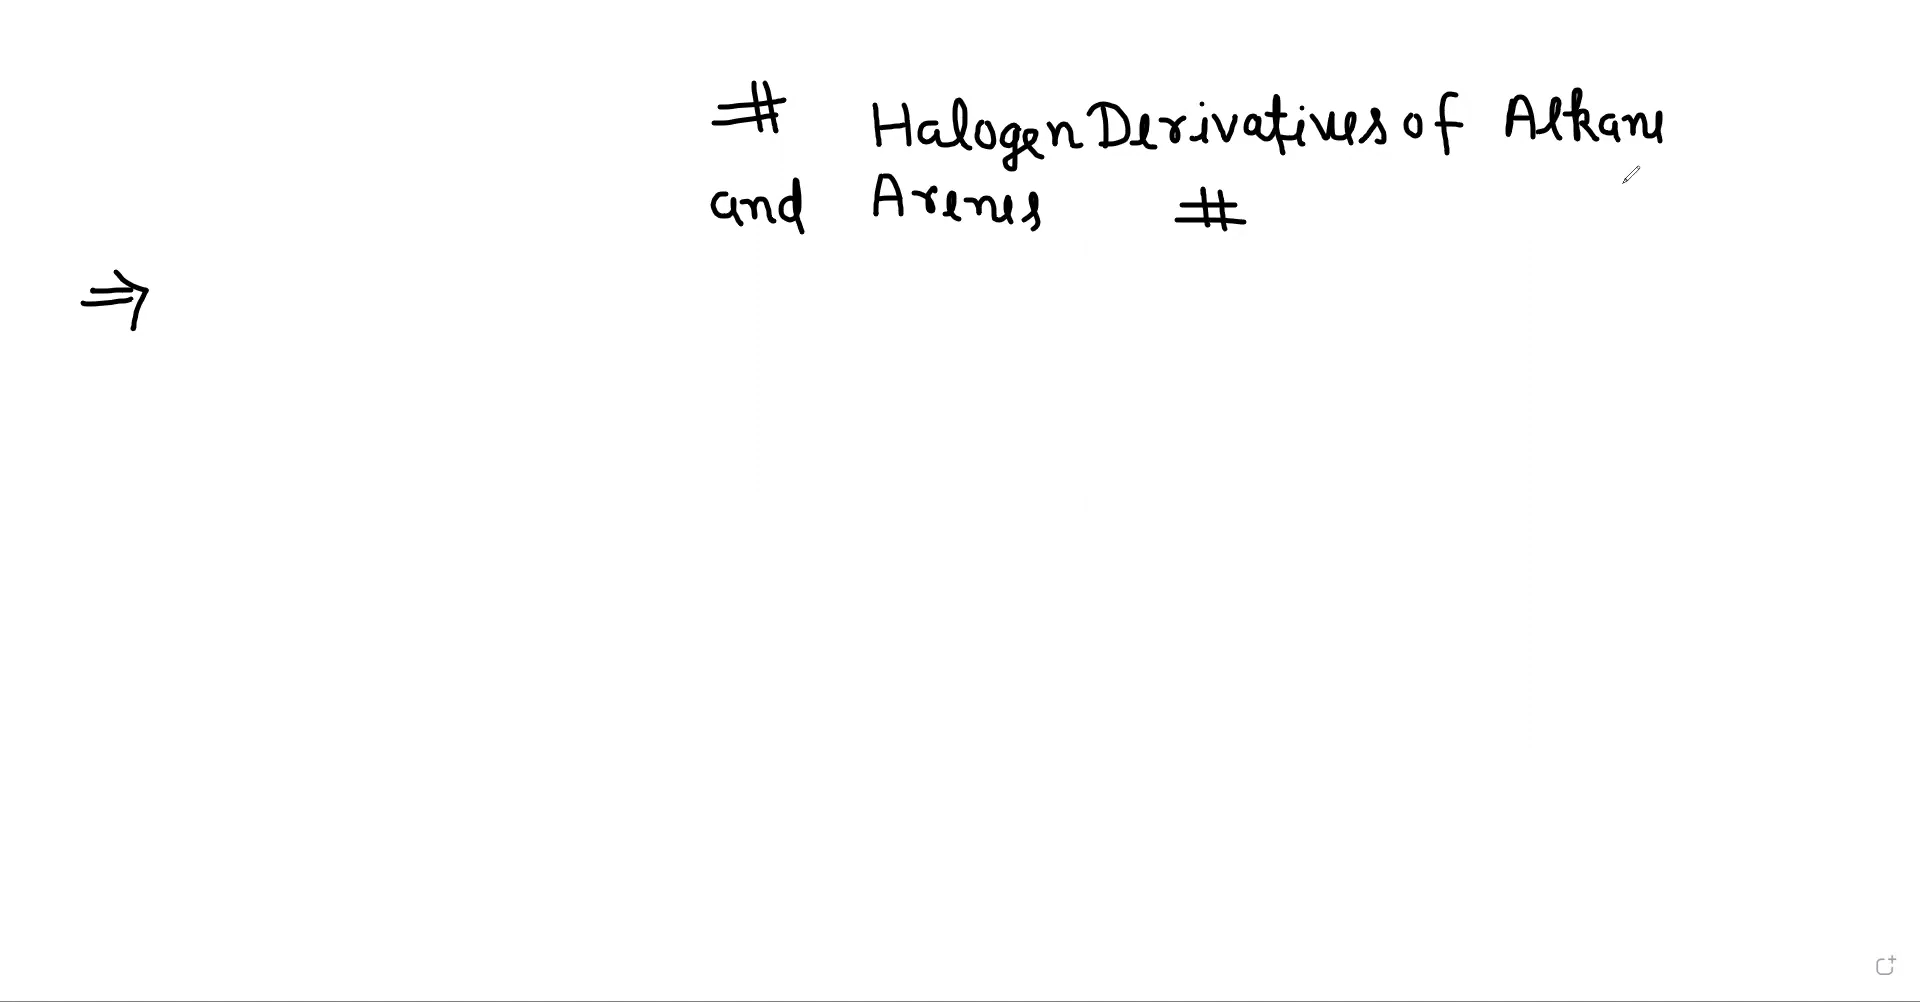 # Halogen Derivatives of Alkane
and Arenes #
⇒